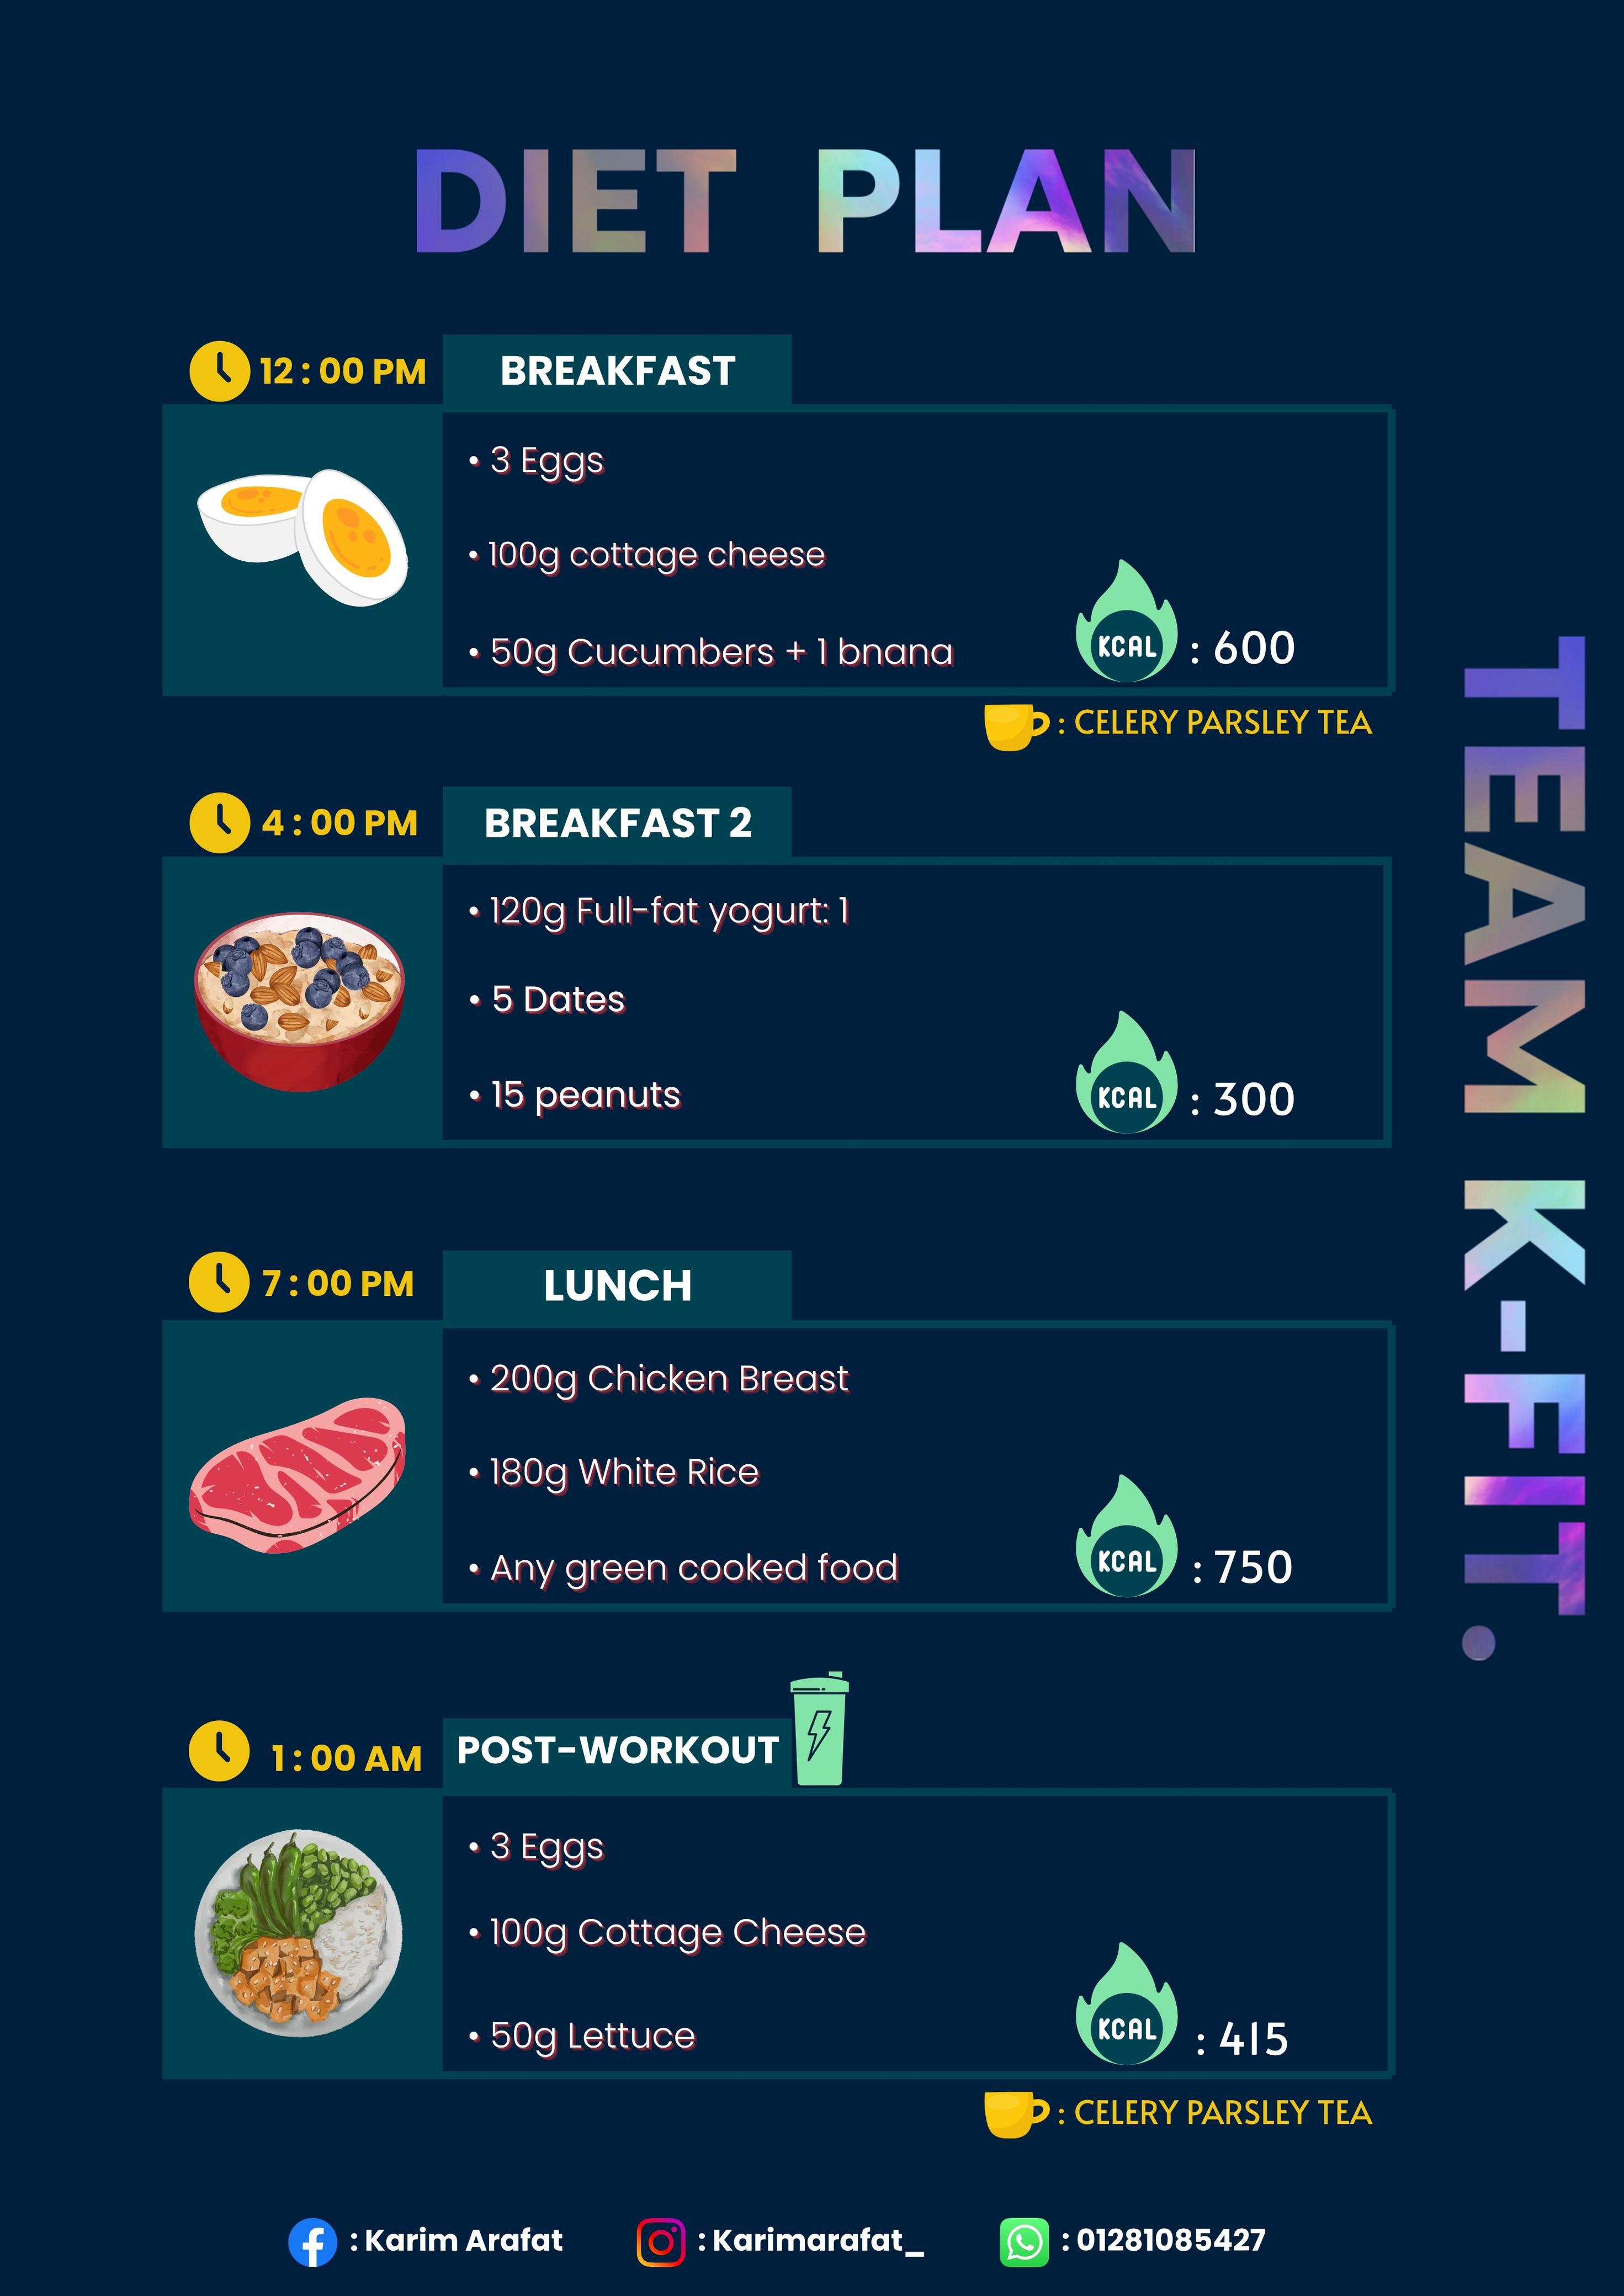 DIET PLAN
12 : 00 PM
BREAKFAST
• 3 Eggs
• 100g cottage cheese
• 50g Cucumbers + 1 bnana
KCAL : 600
: CELERY PARSLEY TEA
4 : 00 PM
BREAKFAST 2
• 120g Full-fat yogurt: 1
• 5 Dates
• 15 peanuts
KCAL : 300
7 : 00 PM
LUNCH
• 200g Chicken Breast
• 180g White Rice
• Any green cooked food
KCAL : 750
1 : 00 AM
POST-WORKOUT
• 3 Eggs
• 100g Cottage Cheese
• 50g Lettuce
KCAL : 415
: CELERY PARSLEY TEA
TEAM K-FIT.
: Karim Arafat
: Karimarafat_
: 01281085427